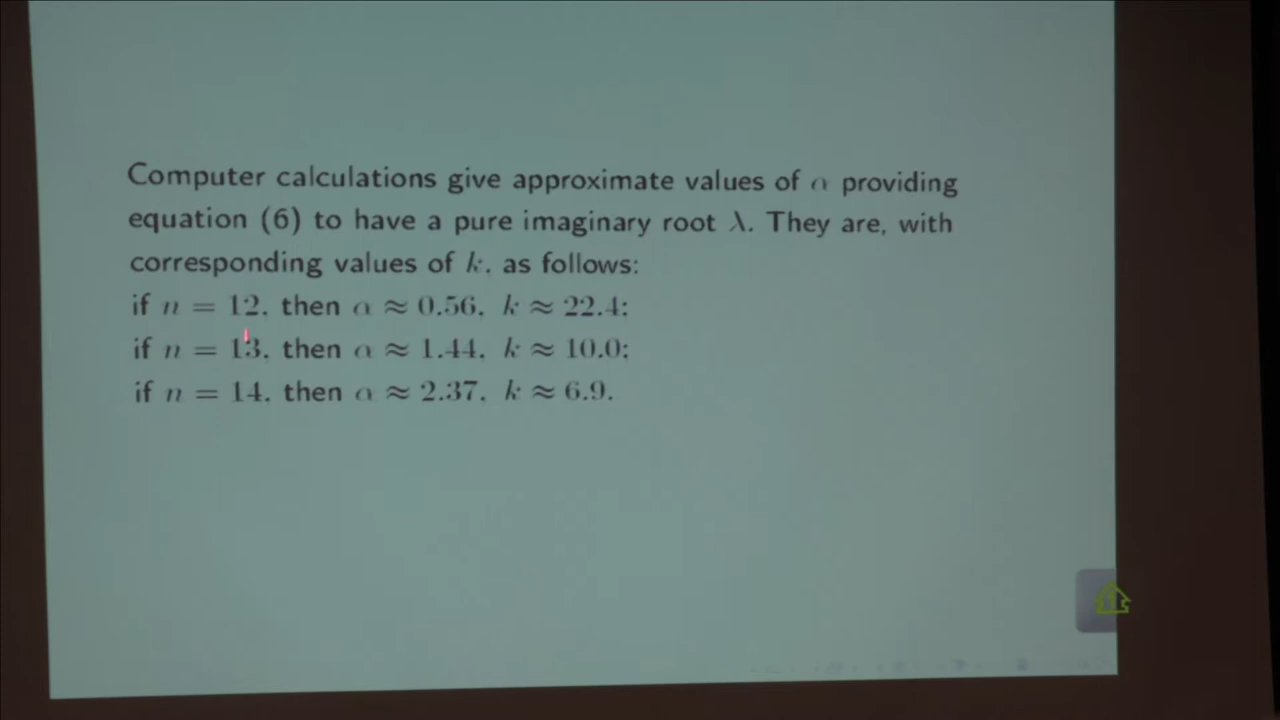 Computer calculations give approximate values of α providing
equation (6) to have a pure imaginary root λ. They are, with
corresponding values of k, as follows:
if n = 12, then α ≈ 0.56, k ≈ 22.4;
if n = 13, then α ≈ 1.44, k ≈ 10.0;
if n = 14, then α ≈ 2.37, k ≈ 6.9.